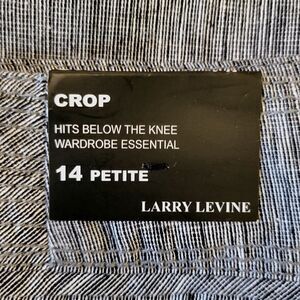 CROP
HITS BELOW THE KNEE
WARDROBE ESSENTIAL
14 PETITE
LARRY LEVINE